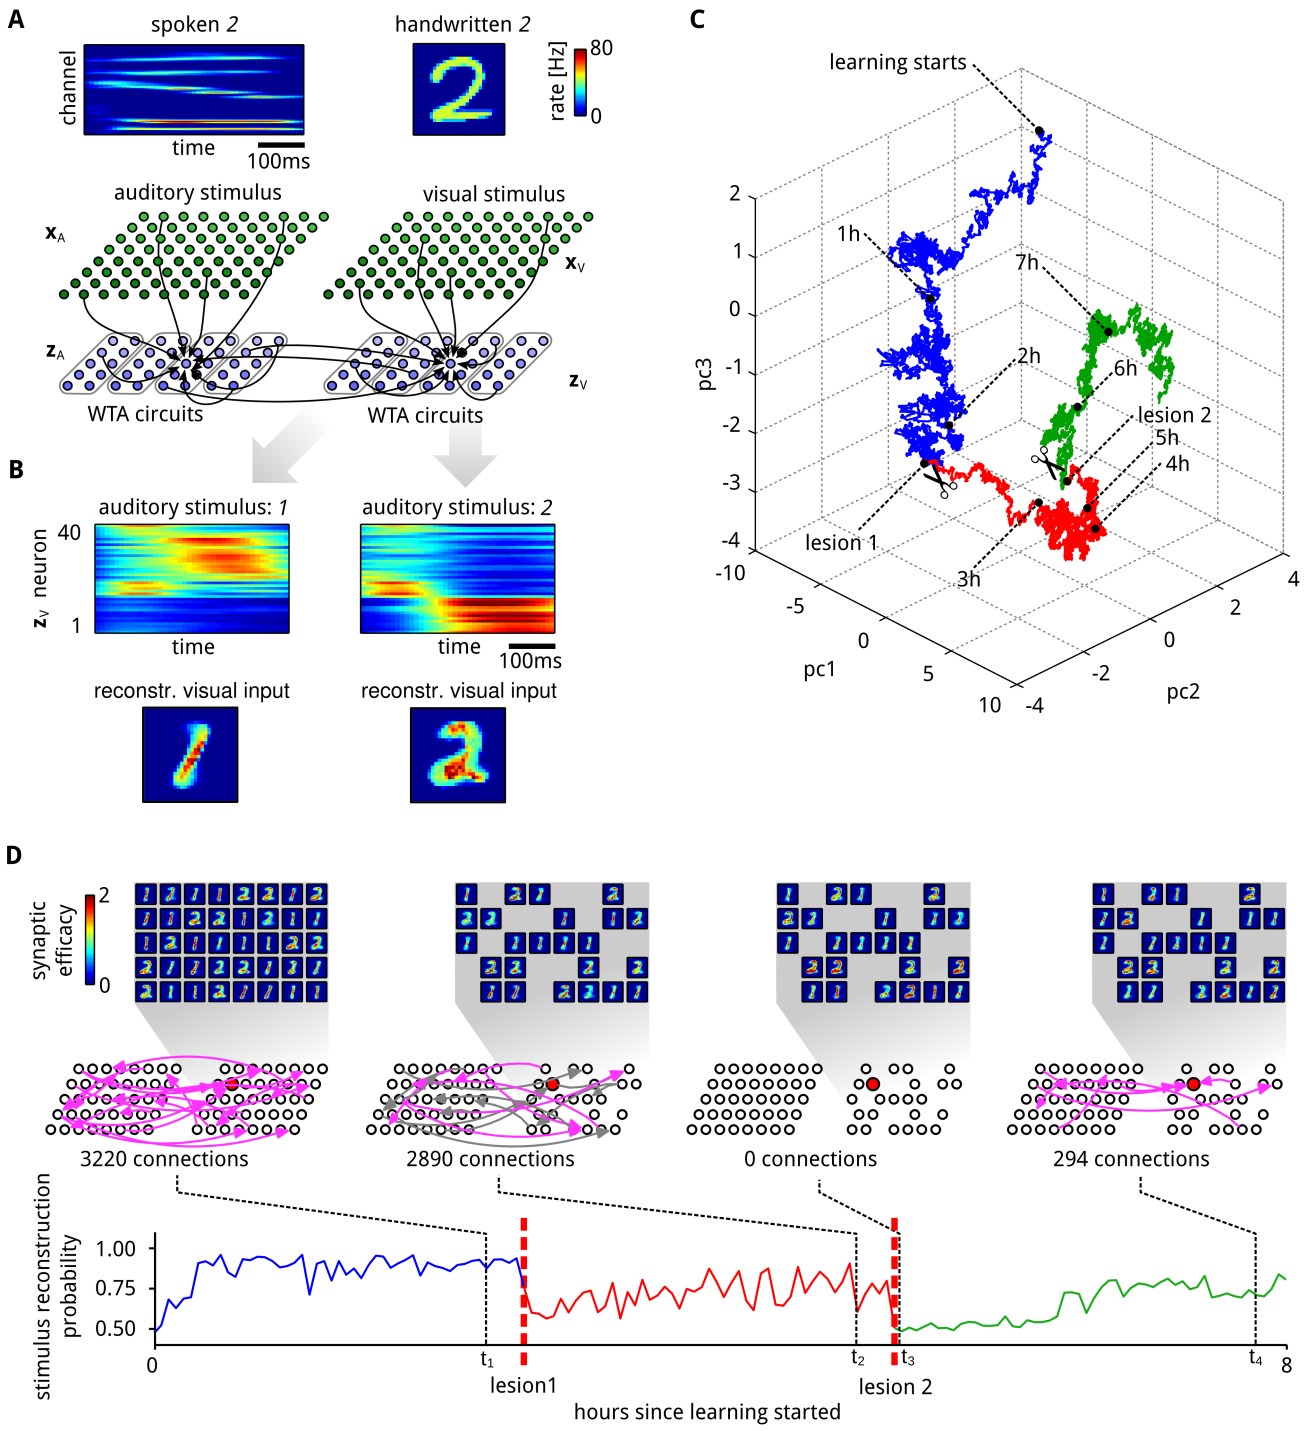 A
spoken 2
handwritten 2
channel
time
100ms
rate [Hz]
80
0
auditory stimulus
visual stimulus
xA
xV
zA
zV
WTA circuits
WTA circuits
B
auditory stimulus: 1
auditory stimulus: 2
zV neuron
40
1
time
time
100ms
reconstr. visual input
reconstr. visual input
C
learning starts
1h
7h
2h
6h
lesion 2
5h
4h
lesion 1
3h
pc3
2
1
0
-1
-2
-3
-4
-10
-5
0
5
10
pc1
-4
-2
0
2
4
pc2
D
synaptic
efficacy
2
0
3220 connections
2890 connections
0 connections
294 connections
stimulus reconstruction
probability
1.00
0.75
0.50
0
t1
t2
t3
t4
8
lesion1
lesion 2
hours since learning started